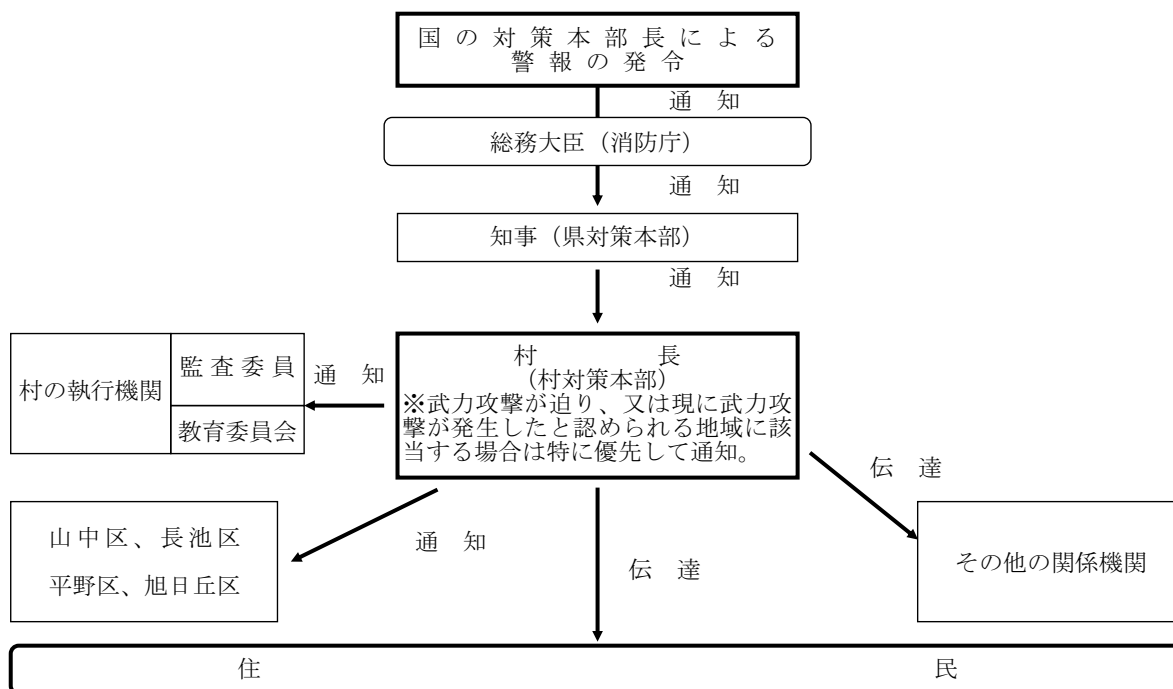 国の対策本部長による
警報の発令
通知
総務大臣（消防庁）
通知
知事（県対策本部）
通知
村長
（村対策本部）
※武力攻撃が迫り、又は現に武力攻
撃が発生したと認められる地域に該
当する場合は特に優先して通知。
村の執行機関
監査委員
教育委員会
通知
伝達
山中区、長池区
平野区、旭日丘区
通知
伝達
その他の関係機関
住民